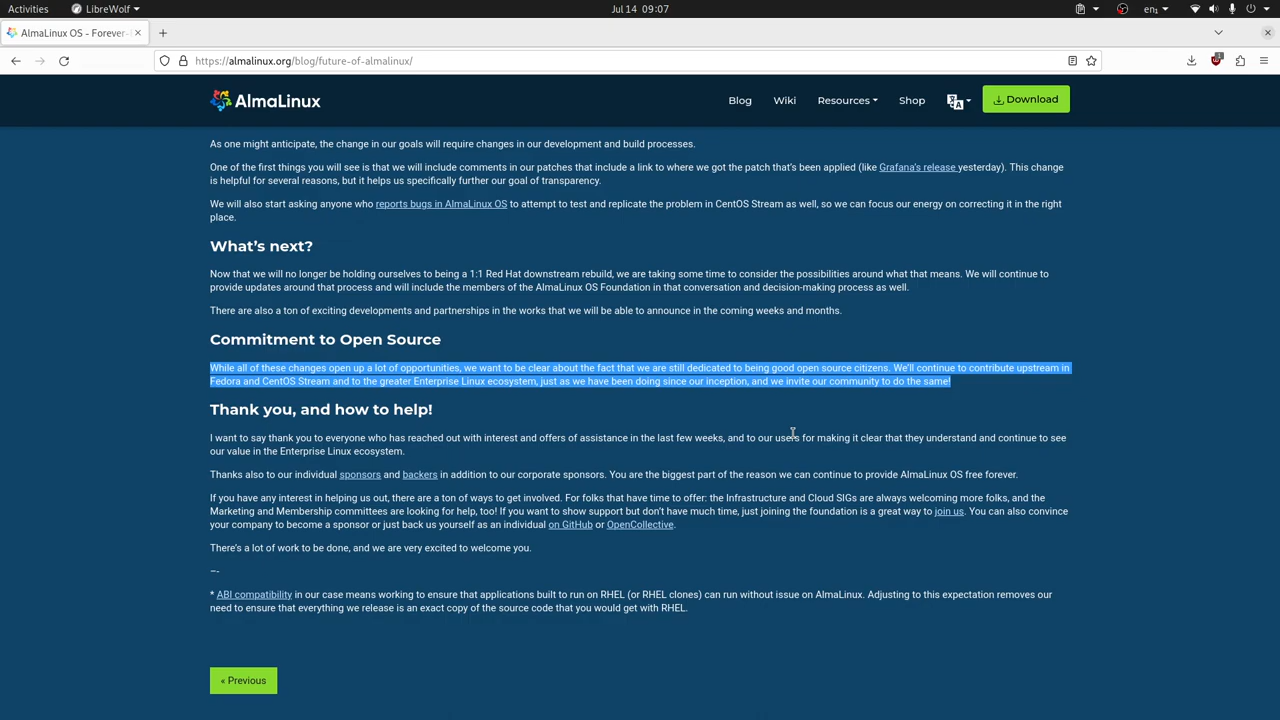 Activities
LibreWolf
Jul 14 09:07
en₁
AlmaLinux OS - Forever-
https://almalinux.org/blog/future-of-almalinux/
1
AlmaLinux
Blog
Wiki
Resources
Shop
Download
As one might anticipate, the change in our goals will require changes in our development and build processes.
One of the first things you will see is that we will include comments in our patches that include a link to where we got the patch that's been applied (like Grafana's release yesterday). This change
is helpful for several reasons, but it helps us specifically further our goal of transparency.
We will also start asking anyone who reports bugs in AlmaLinux OS to attempt to test and replicate the problem in CentOS Stream as well, so we can focus our energy on correcting it in the right
place.
What's next?
Now that we will no longer be holding ourselves to being a 1:1 Red Hat downstream rebuild, we are taking some time to consider the possibilities around what that means. We will continue to
provide updates around that process and will include the members of the AlmaLinux OS Foundation in that conversation and decision-making process as well.
There are also a ton of exciting developments and partnerships in the works that we will be able to announce in the coming weeks and months.
Commitment to Open Source
While all of these changes open up a lot of opportunities, we want to be clear about the fact that we are still dedicated to being good open source citizens. We'll continue to contribute upstream in
Fedora and CentOS Stream and to the greater Enterprise Linux ecosystem, just as we have been doing since our inception, and we invite our community to do the same!
Thank you, and how to help!
I want to say thank you to everyone who has reached out with interest and offers of assistance in the last few weeks, and to our users for making it clear that they understand and continue to see
our value in the Enterprise Linux ecosystem.
Thanks also to our individual sponsors and backers in addition to our corporate sponsors. You are the biggest part of the reason we can continue to provide AlmaLinux OS free forever.
If you have any interest in helping us out, there are a ton of ways to get involved. For folks that have time to offer: the Infrastructure and Cloud SIGs are always welcoming more folks, and the
Marketing and Membership committees are looking for help, too! If you want to show support but don't have much time, just joining the foundation is a great way to join us. You can also convince
your company to become a sponsor or just back us yourself as an individual on GitHub or OpenCollective.
There's a lot of work to be done, and we are very excited to welcome you.
—-
* ABI compatibility in our case means working to ensure that applications built to run on RHEL (or RHEL clones) can run without issue on AlmaLinux. Adjusting to this expectation removes our
need to ensure that everything we release is an exact copy of the source code that you would get with RHEL.
« Previous